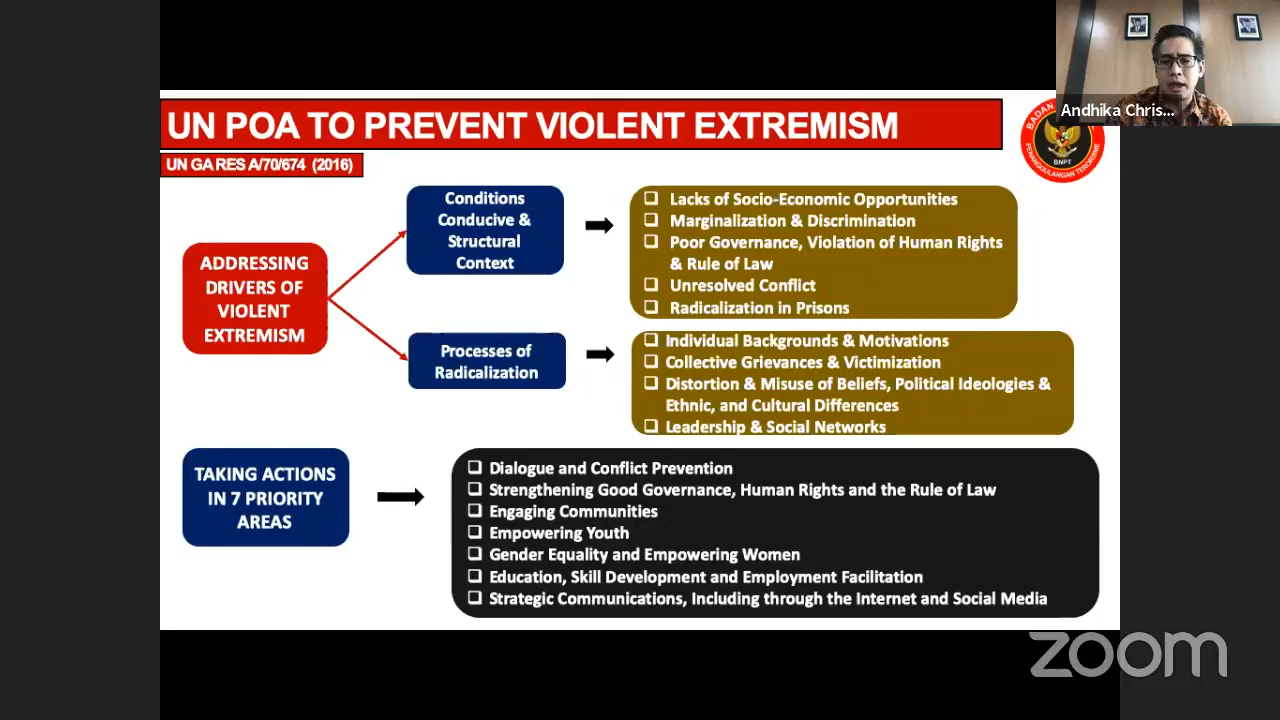 Andhika Chris...
UN POA TO PREVENT VIOLENT EXTREMISM
UN GA RES A/70/674 (2016)
BADAN
BNPT
PENANGGULANGAN TERORISME
ADDRESSING
DRIVERS OF
VIOLENT
EXTREMISM
Conditions
Conducive &
Structural
Context
❑ Lacks of Socio-Economic Opportunities
❑ Marginalization & Discrimination
❑ Poor Governance, Violation of Human Rights
& Rule of Law
❑ Unresolved Conflict
❑ Radicalization in Prisons
Processes of
Radicalization
❑ Individual Backgrounds & Motivations
❑ Collective Grievances & Victimization
❑ Distortion & Misuse of Beliefs, Political Ideologies &
Ethnic, and Cultural Differences
❑ Leadership & Social Networks
TAKING ACTIONS
IN 7 PRIORITY
AREAS
❑ Dialogue and Conflict Prevention
❑ Strengthening Good Governance, Human Rights and the Rule of Law
❑ Engaging Communities
❑ Empowering Youth
❑ Gender Equality and Empowering Women
❑ Education, Skill Development and Employment Facilitation
❑ Strategic Communications, Including through the Internet and Social Media
zoom